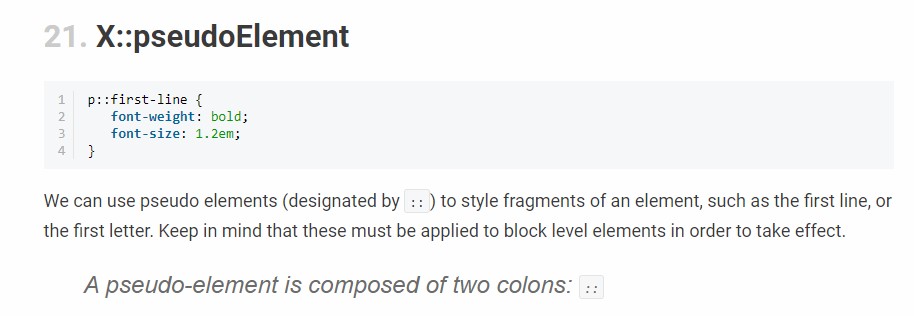 21. X::pseudoElement
1 p::first-line {
2    font-weight: bold;
3    font-size: 1.2em;
4 }
We can use pseudo elements (designated by :: ) to style fragments of an element, such as the first line, or
the first letter. Keep in mind that these must be applied to block level elements in order to take effect.
A pseudo-element is composed of two colons: ::